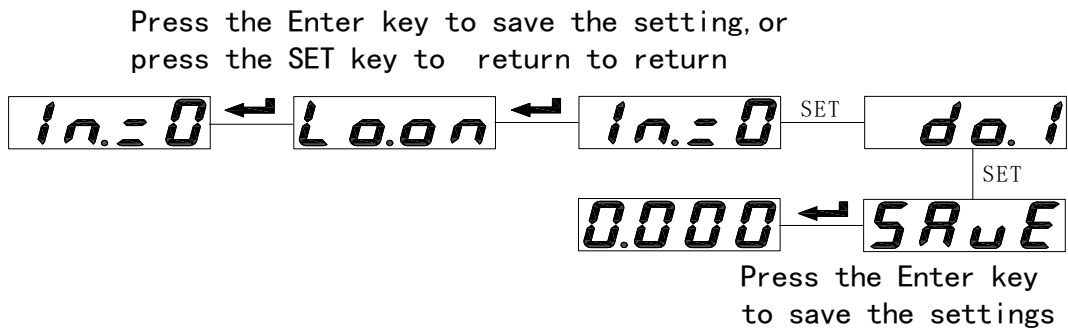 Press the Enter key to save the setting,or
press the SET key to  return to return
In.=0
Lo.on
In.=0
SET
do.1
SET
0.000
SAvE
Press the Enter key
to save the settings